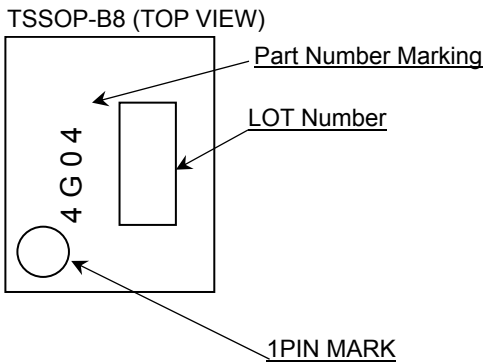 TSSOP-B8 (TOP VIEW)
Part Number Marking
LOT Number
4G04
1PIN MARK